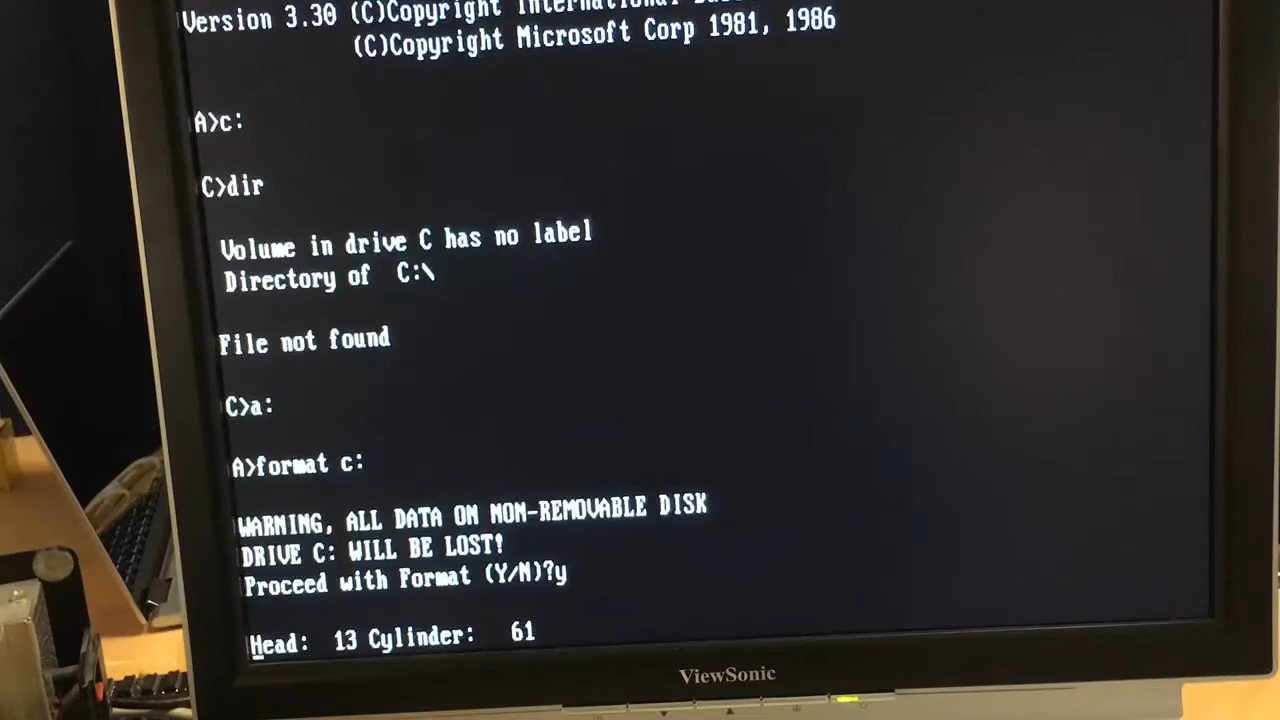 Version 3.30 (C)Copyright International
(C)Copyright Microsoft Corp 1981, 1986
A>c:
C>dir
Volume in drive C has no label
Directory of  C:\
File not found
C>a:
A>format c:
WARNING, ALL DATA ON NON-REMOVABLE DISK
DRIVE C: WILL BE LOST!
Proceed with Format (Y/N)?y
Head:  13 Cylinder:   61
ViewSonic